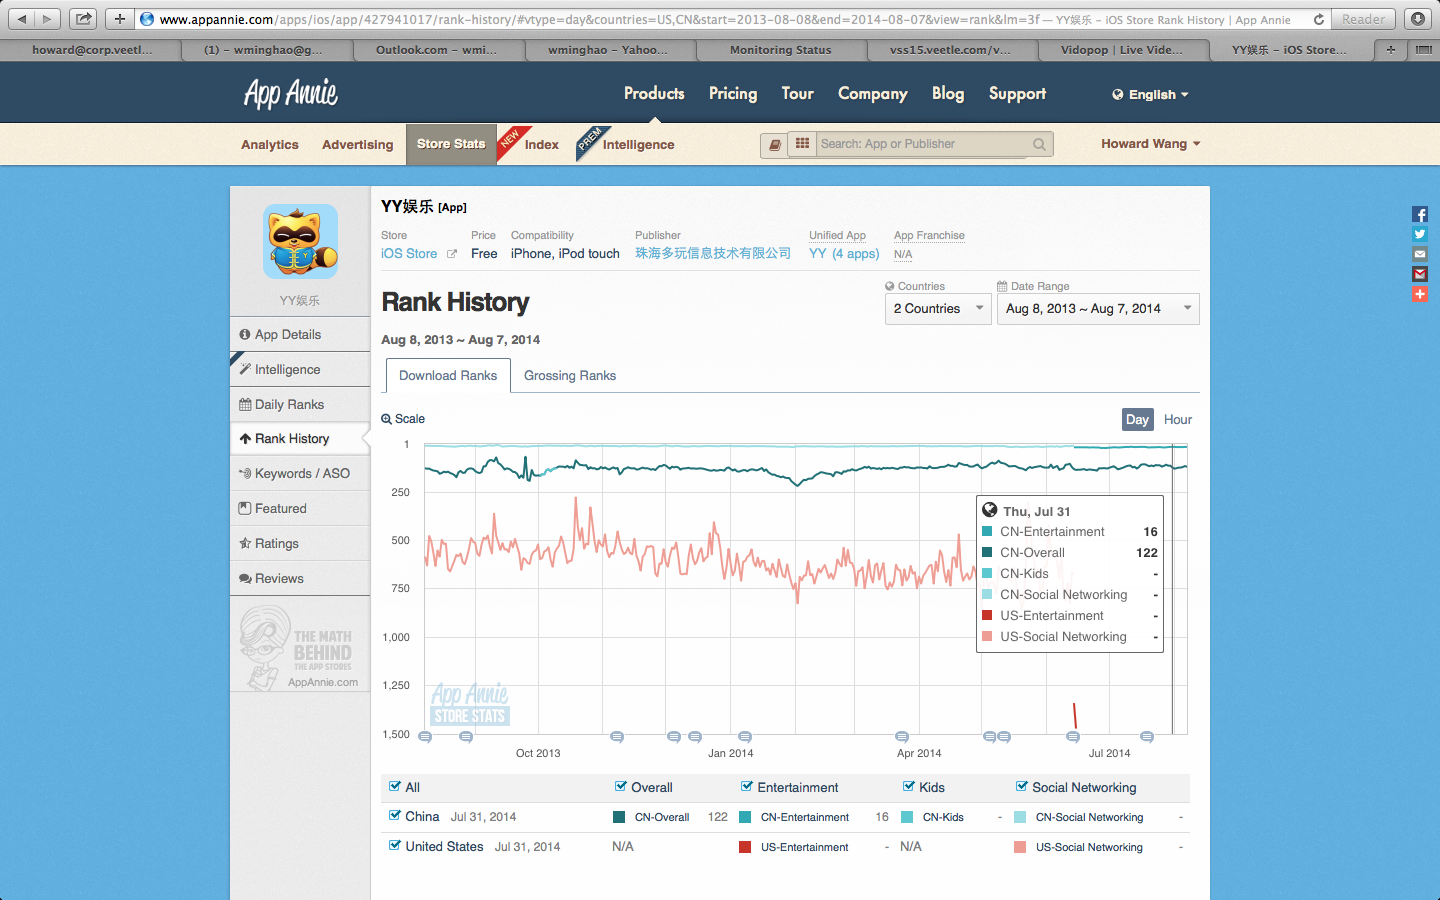 www.appannie.com/apps/ios/app/427941017/rank-history/#vtype=day&countries=US,CN&start=2013-08-08&end=2014-08-07&view=rank&lm=3f — YY娱乐 – iOS Store Rank History | App Annie
Reader
howard@corp.veetl... (1) – wminghao@g... Outlook.com – wmi... wminghao – Yahoo... Monitoring Status vss15.veetle.com/v... Vidopop | Live Vide... YY娱乐 – iOS Store...
App Annie Products Pricing Tour Company Blog Support English
Analytics Advertising Store Stats NEW Index PREM Intelligence Search: App or Publisher Howard Wang
YY娱乐 [App]
Store Price Compatibility Publisher Unified App App Franchise
iOS Store Free iPhone, iPod touch 珠海多玩信息技术有限公司 YY (4 apps) N/A
YY娱乐
App Details
Intelligence
Daily Ranks
Rank History
Keywords / ASO
Featured
Ratings
Reviews
THE MATH
BEHIND
THE APP STORES
AppAnnie.com
Rank History
Countries Date Range
2 Countries Aug 8, 2013 ~ Aug 7, 2014
Aug 8, 2013 ~ Aug 7, 2014
Download Ranks Grossing Ranks
Scale Day Hour
1
250
500
750
1,000
1,250
1,500
Thu, Jul 31
CN-Entertainment 16
CN-Overall 122
CN-Kids -
CN-Social Networking -
US-Entertainment -
US-Social Networking -
App Annie
STORE STATS
Oct 2013 Jan 2014 Apr 2014 Jul 2014
All Overall Entertainment Kids Social Networking
China Jul 31, 2014 CN-Overall 122 CN-Entertainment 16 CN-Kids - CN-Social Networking -
United States Jul 31, 2014 N/A US-Entertainment - N/A US-Social Networking -